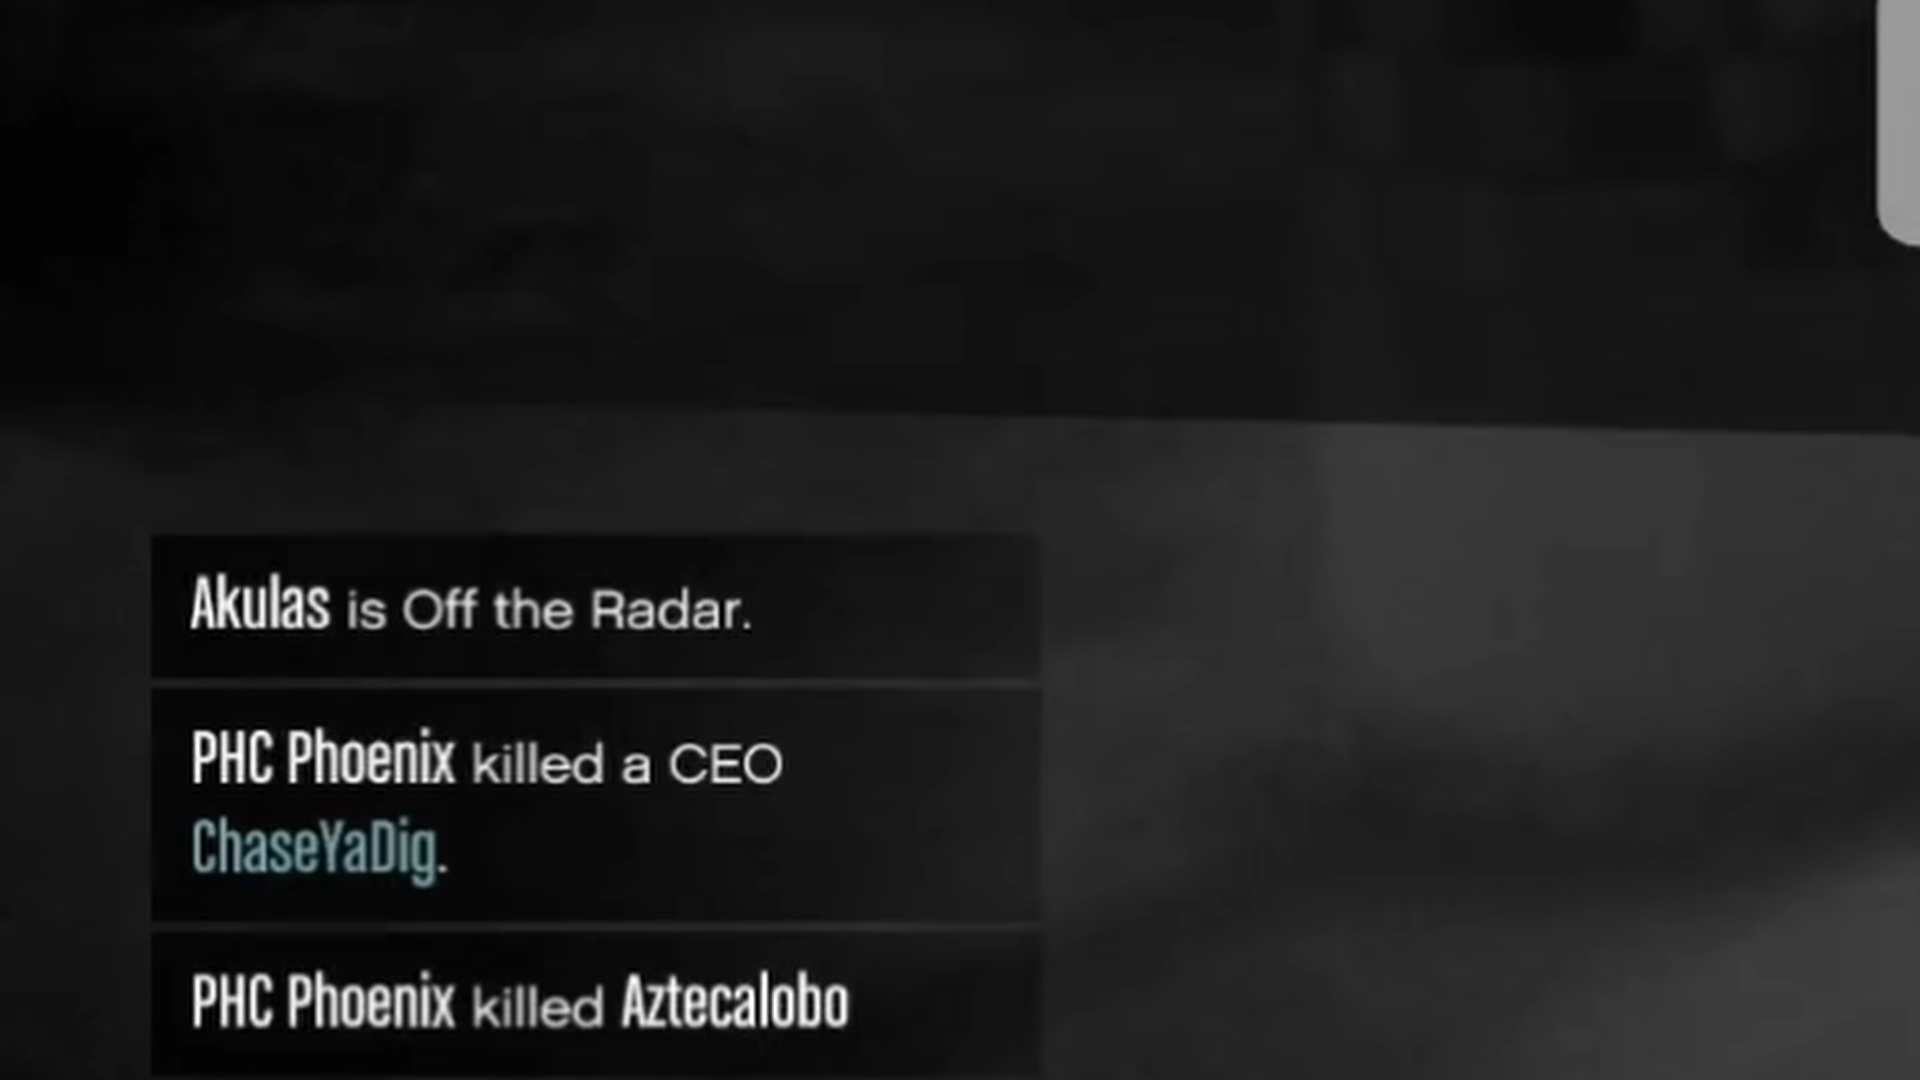 Akulas is Off the Radar.
PHC Phoenix killed a CEO
ChaseYaDig.
PHC Phoenix killed Aztecalobo